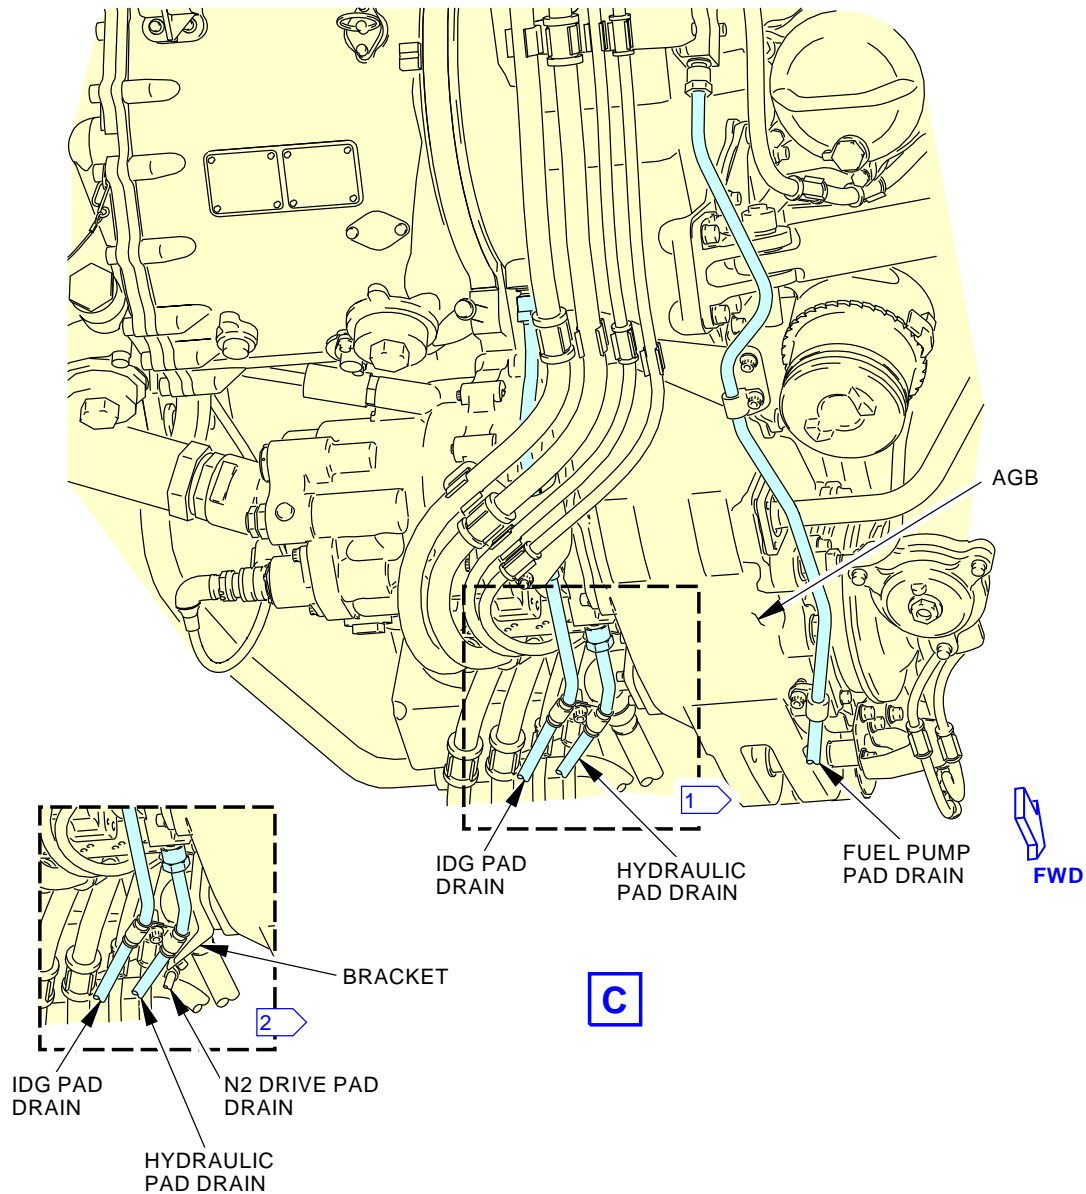 AGB
1
IDG PAD
DRAIN
HYDRAULIC
PAD DRAIN
FUEL PUMP
PAD DRAIN
FWD
BRACKET
C
2
IDG PAD
DRAIN
N2 DRIVE PAD
DRAIN
HYDRAULIC
PAD DRAIN